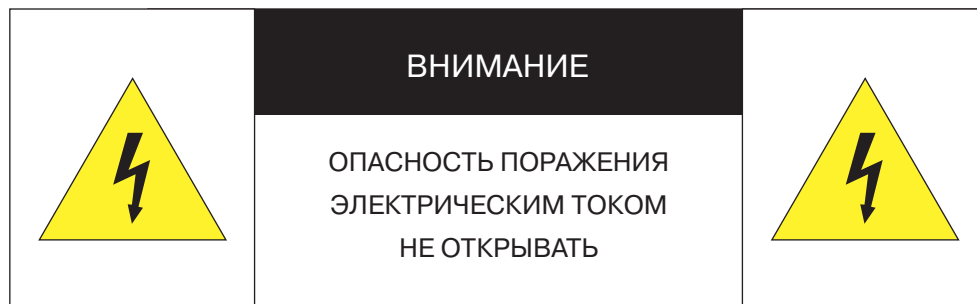 ВНИМАНИЕ
ОПАСНОСТЬ ПОРАЖЕНИЯ
ЭЛЕКТРИЧЕСКИМ ТОКОМ
НЕ ОТКРЫВАТЬ